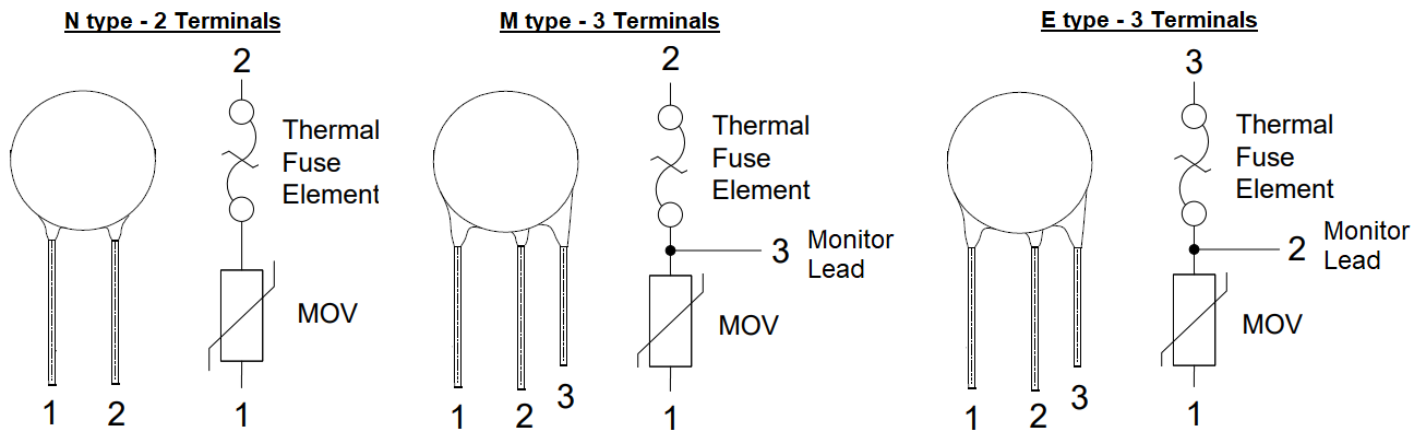 N type - 2 Terminals
2
Thermal
Fuse
Element
MOV
1
1 2
M type - 3 Terminals
2
Thermal
Fuse
Element
3 Monitor
Lead
MOV
1
1 2 3
E type - 3 Terminals
3
Thermal
Fuse
Element
2 Monitor
Lead
MOV
1
1 2 3